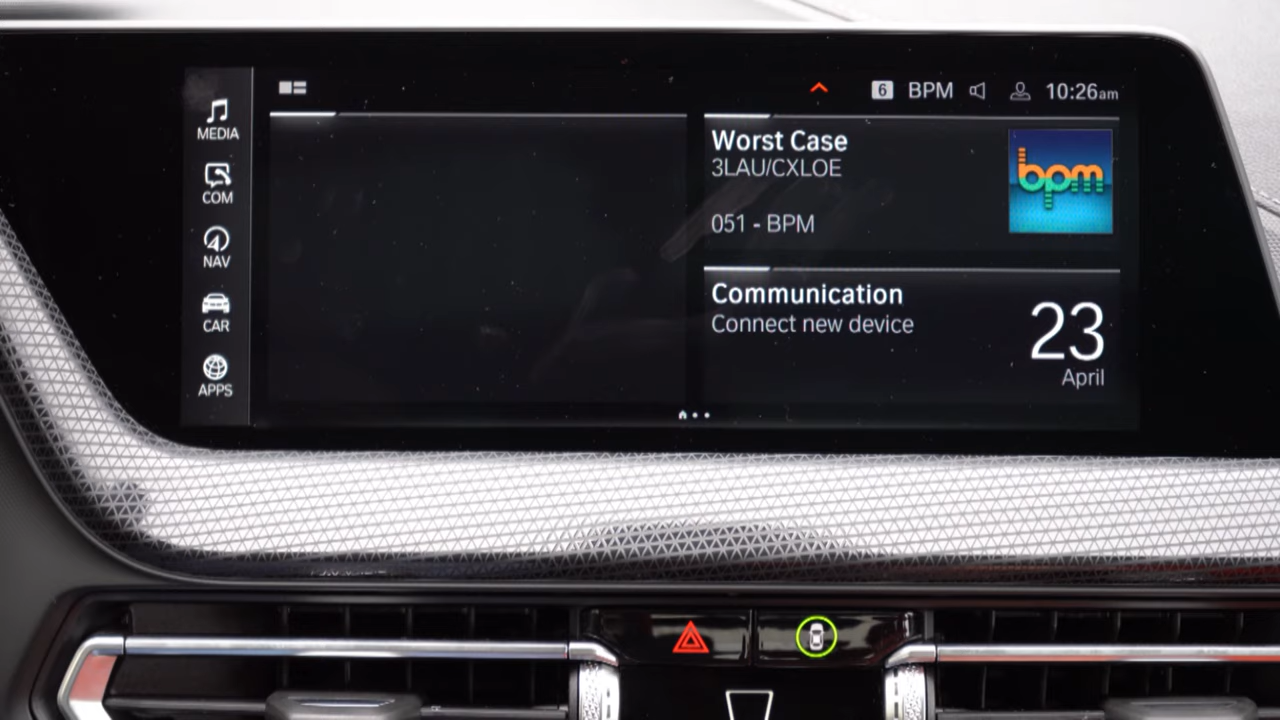 MEDIA
COM
NAV
CAR
APPS
6 BPM 10:26am
Worst Case
3LAU/CXLOE
051 - BPM
bpm
Communication
Connect new device
23
April